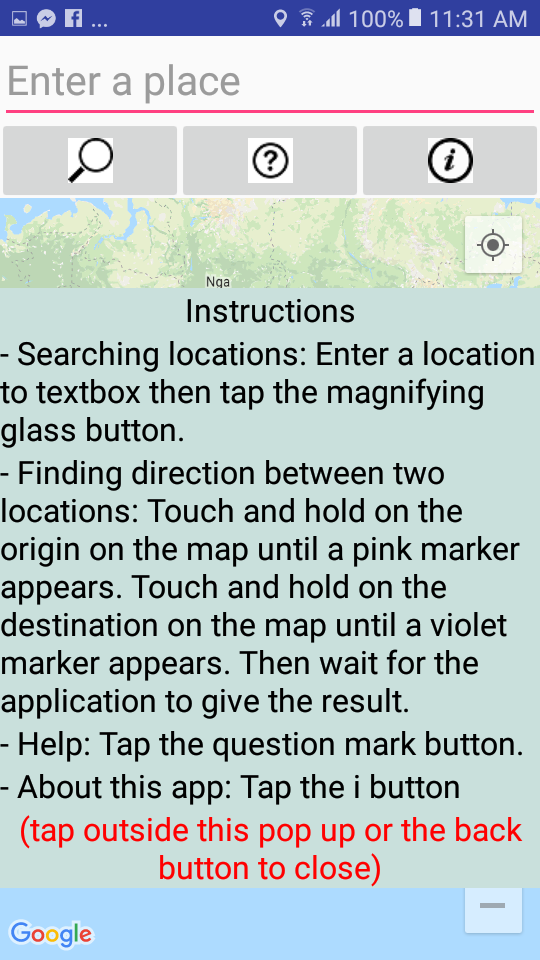 ... 100% 11:31 AM
Enter a place
?
i
Nga
Instructions
- Searching locations: Enter a location
to textbox then tap the magnifying
glass button.
- Finding direction between two
locations: Touch and hold on the
origin on the map until a pink marker
appears. Touch and hold on the
destination on the map until a violet
marker appears. Then wait for the
application to give the result.
- Help: Tap the question mark button.
- About this app: Tap the i button
(tap outside this pop up or the back
button to close)
Google